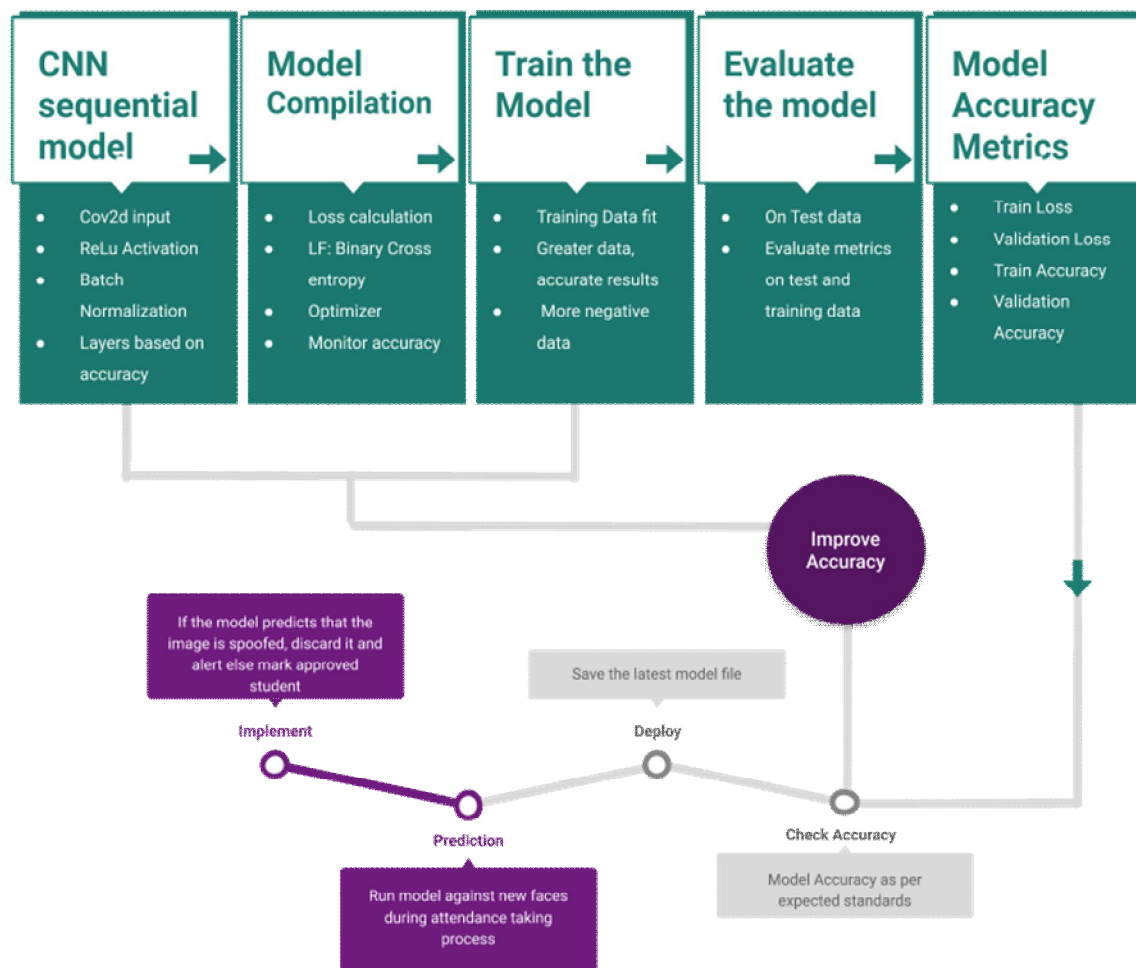 CNN
sequential
model
Model
Compilation
Train the
Model
Evaluate
the model
Model
Accuracy
Metrics
• Cov2d input
• ReLu Activation
• Batch
Normalization
• Layers based on
accuracy
• Loss calculation
• LF: Binary Cross
entropy
• Optimizer
• Monitor accuracy
• Training Data fit
• Greater data,
accurate results
• More negative
data
• On Test data
• Evaluate metrics
on test and
training data
• Train Loss
• Validation Loss
• Train Accuracy
• Validation
Accuracy
Improve
Accuracy
If the model predicts that the
image is spoofed, discard it and
alert else mark approved
student
Implement
Save the latest model file
Deploy
Prediction
Run model against new faces
during attendance taking
process
Check Accuracy
Model Accuracy as per
expected standards